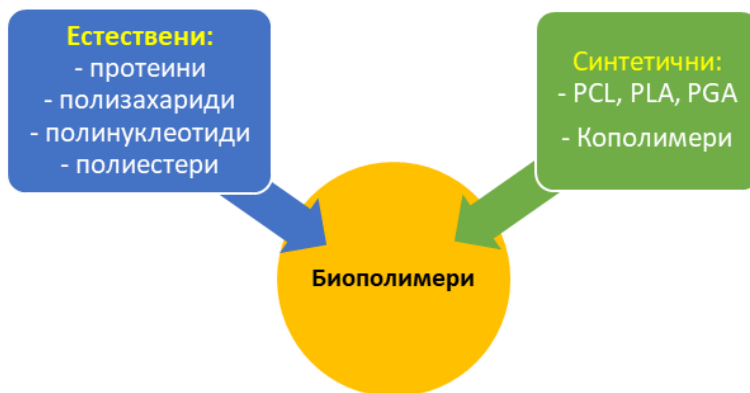 Естествени:
- протеини
- полизахариди
- полинуклеотиди
- полиестери
Синтетични:
- PCL, PLA, PGA
- Кополимери
Биополимери